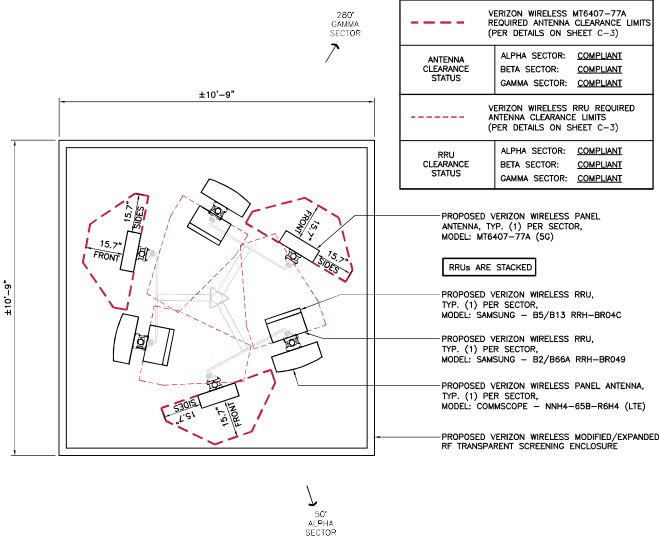 280°
GAMMA
SECTOR
VERIZON WIRELESS MT6407-77A
REQUIRED ANTENNA CLEARANCE LIMITS
(PER DETAILS ON SHEET C-3)
ANTENNA
CLEARANCE
STATUS
ALPHA SECTOR: COMPLIANT
BETA SECTOR: COMPLIANT
GAMMA SECTOR: COMPLIANT
VERIZON WIRELESS RRU REQUIRED
ANTENNA CLEARANCE LIMITS
(PER DETAILS ON SHEET C-3)
RRU
CLEARANCE
STATUS
ALPHA SECTOR: COMPLIANT
BETA SECTOR: COMPLIANT
GAMMA SECTOR: COMPLIANT
±10'-9"
±10'-9"
15.7"
SIDES
15.7"
FRONT
FRONT
15.7"
15.7"
SIDES
PROPOSED VERIZON WIRELESS PANEL
ANTENNA, TYP. (1) PER SECTOR,
MODEL: MT6407-77A (5G)
RRUs ARE STACKED
PROPOSED VERIZON WIRELESS RRU,
TYP. (1) PER SECTOR,
MODEL: SAMSUNG - B5/B13 RRH-BR04C
PROPOSED VERIZON WIRELESS RRU,
TYP. (1) PER SECTOR,
MODEL: SAMSUNG - B2/B66A RRH-BR049
PROPOSED VERIZON WIRELESS PANEL ANTENNA,
TYP. (1) PER SECTOR,
MODEL: COMMSCOPE - NNH4-65B-R6H4 (LTE)
SIDES
15.7"
FRONT
15.7"
PROPOSED VERIZON WIRELESS MODIFIED/EXPANDED
RF TRANSPARENT SCREENING ENCLOSURE
50°
ALPHA
SECTOR